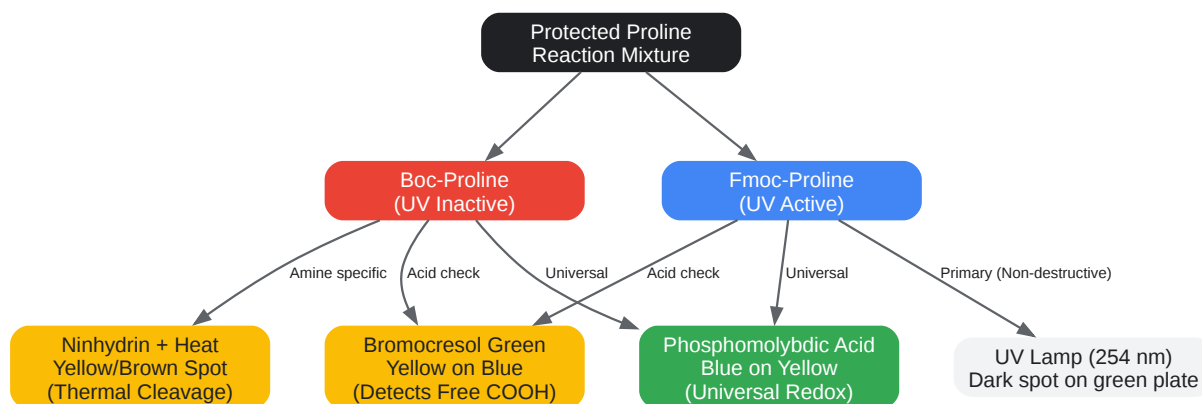 Protected Proline
Reaction Mixture
Boc-Proline
(UV Inactive)
Fmoc-Proline
(UV Active)
Amine specific
Acid check
Universal
Acid check
Universal
Primary (Non-destructive)
Ninhydrin + Heat
Yellow/Brown Spot
(Thermal Cleavage)
Bromocresol Green
Yellow on Blue
(Detects Free COOH)
Phosphomolybdic Acid
Blue on Yellow
(Universal Redox)
UV Lamp (254 nm)
Dark spot on green plate